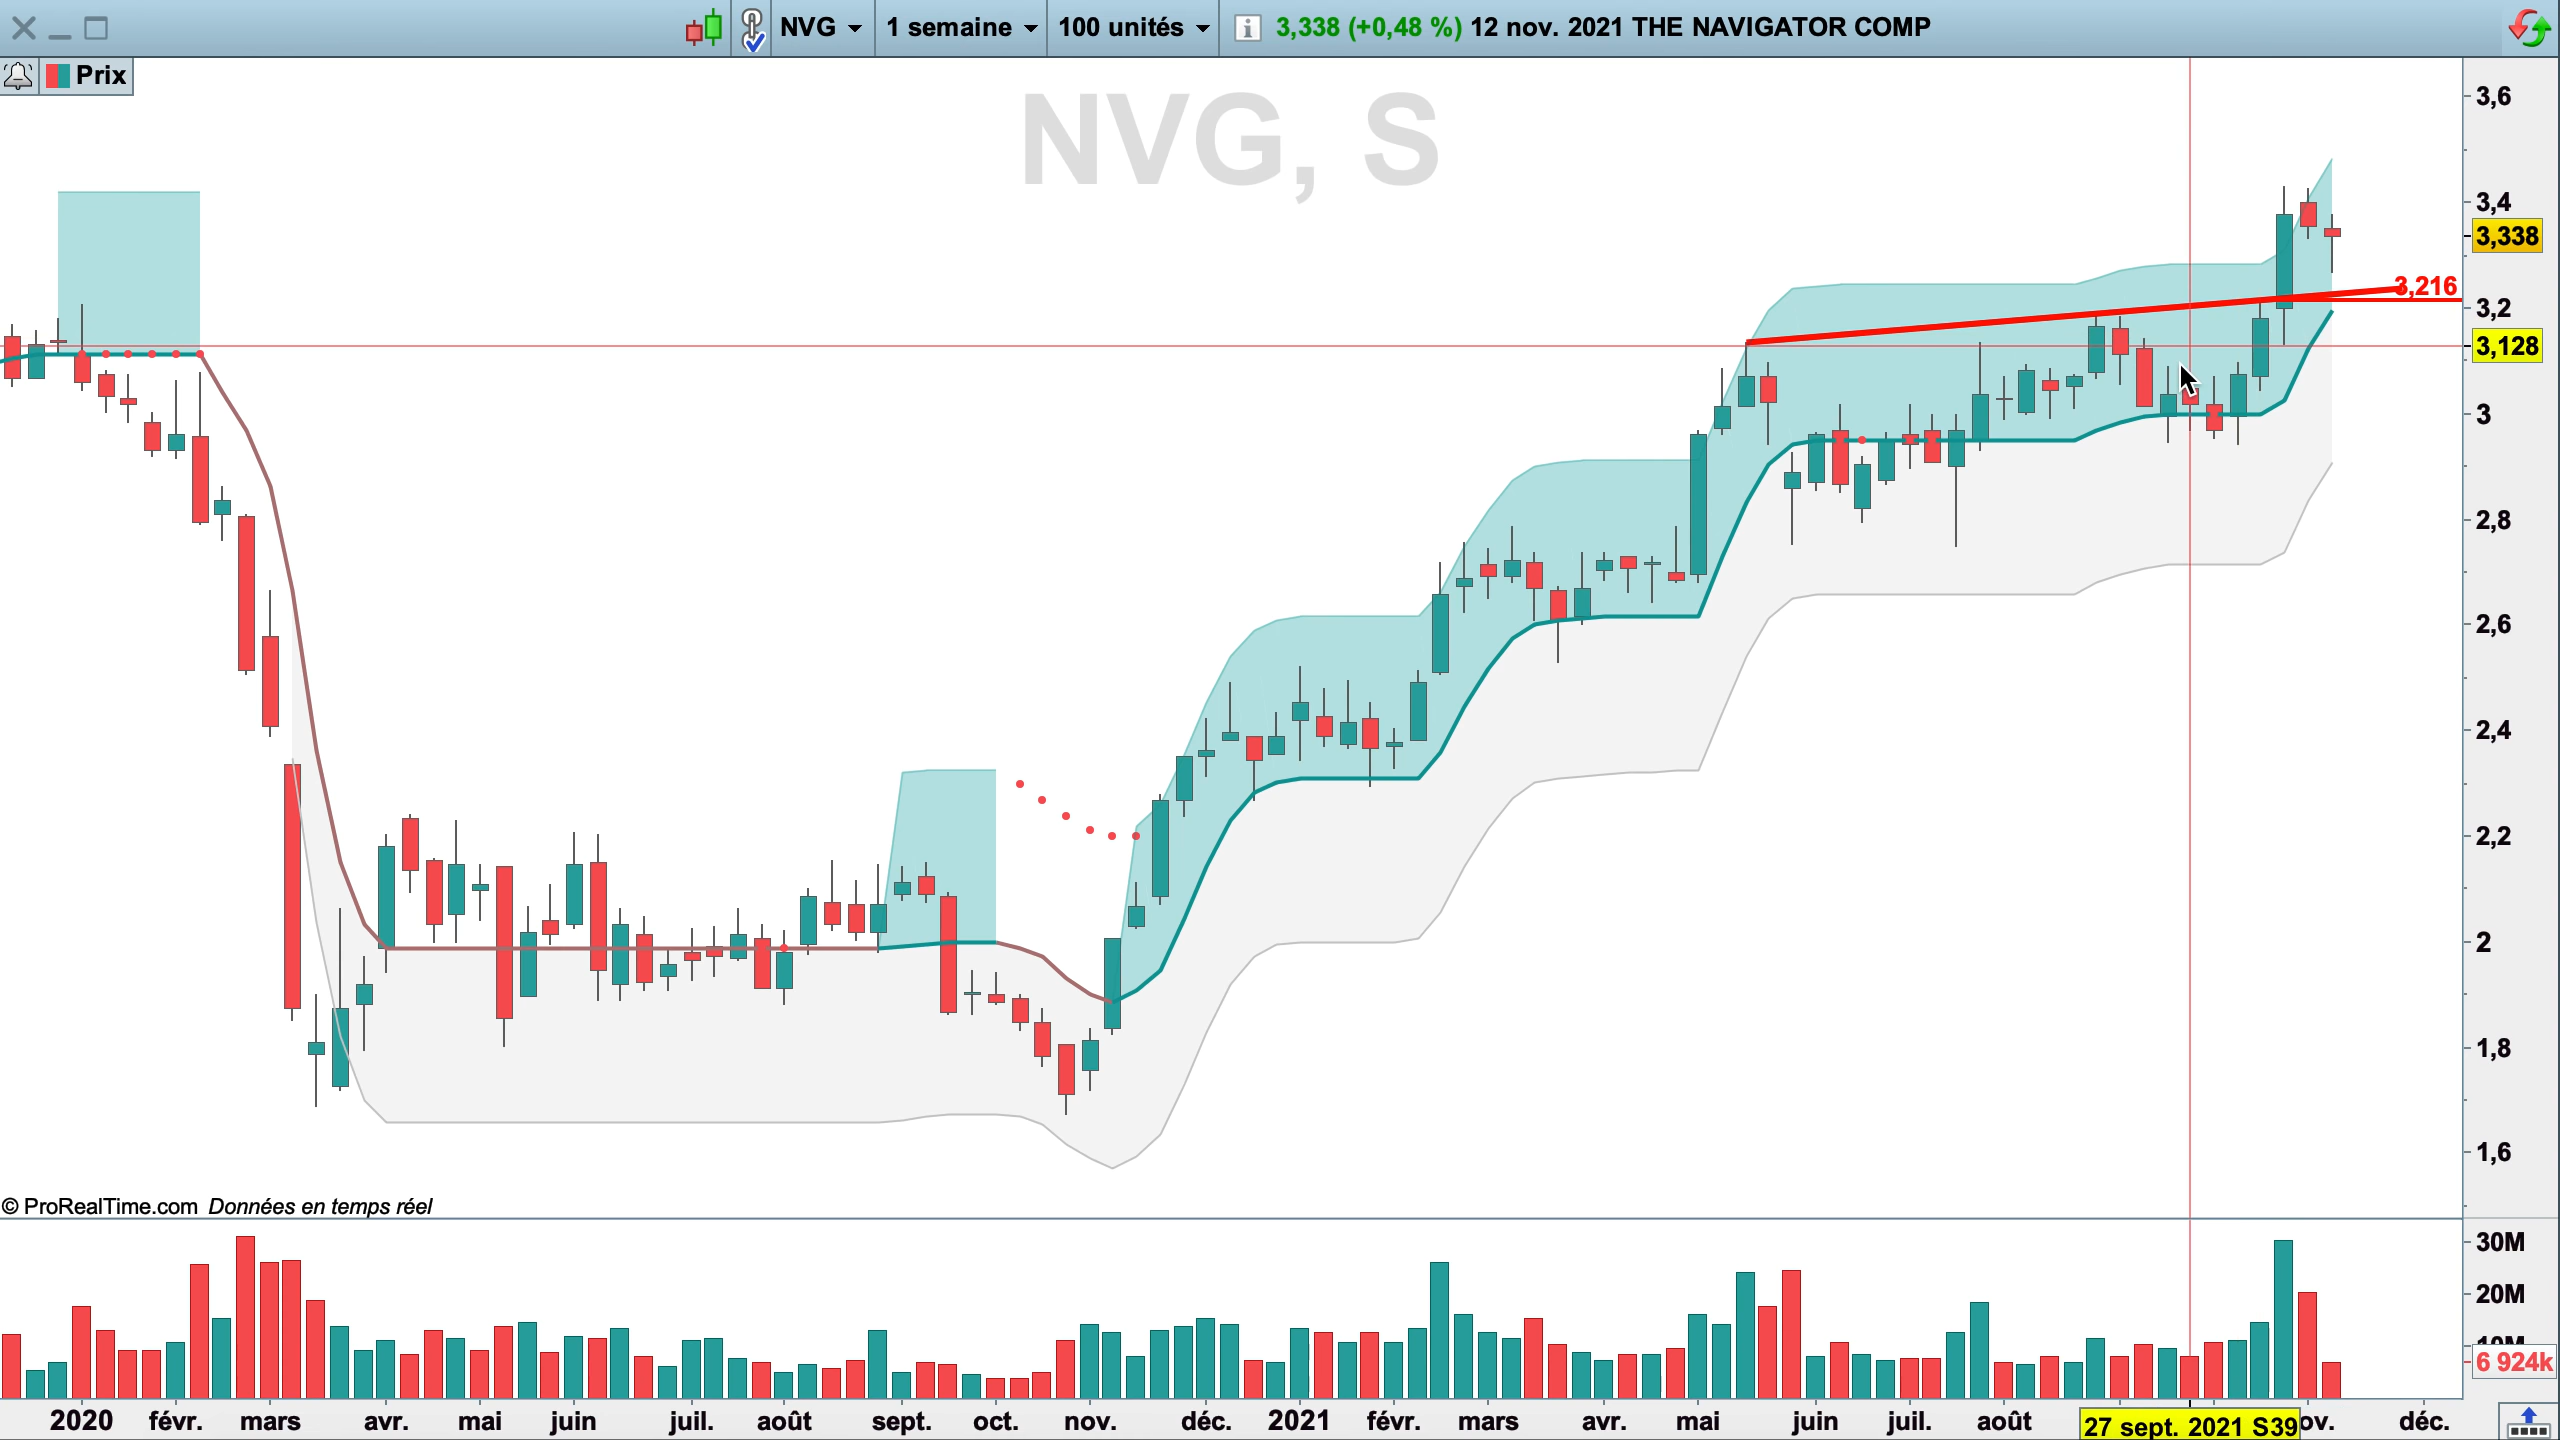 NVG 1 semaine 100 unités 3,338 (+0,48 %) 12 nov. 2021 THE NAVIGATOR COMP
Prix
NVG, S
3,6
3,4
3,338
3,216
3,2
3,128
3
2,8
2,6
2,4
2,2
2
1,8
1,6
© ProRealTime.com Données en temps réel
30M
20M
6 924k
2020 févr. mars avr. mai juin juil. août sept. oct. nov. déc. 2021 févr. mars avr. mai juin juil. août 27 sept. 2021 S39 ov. déc.